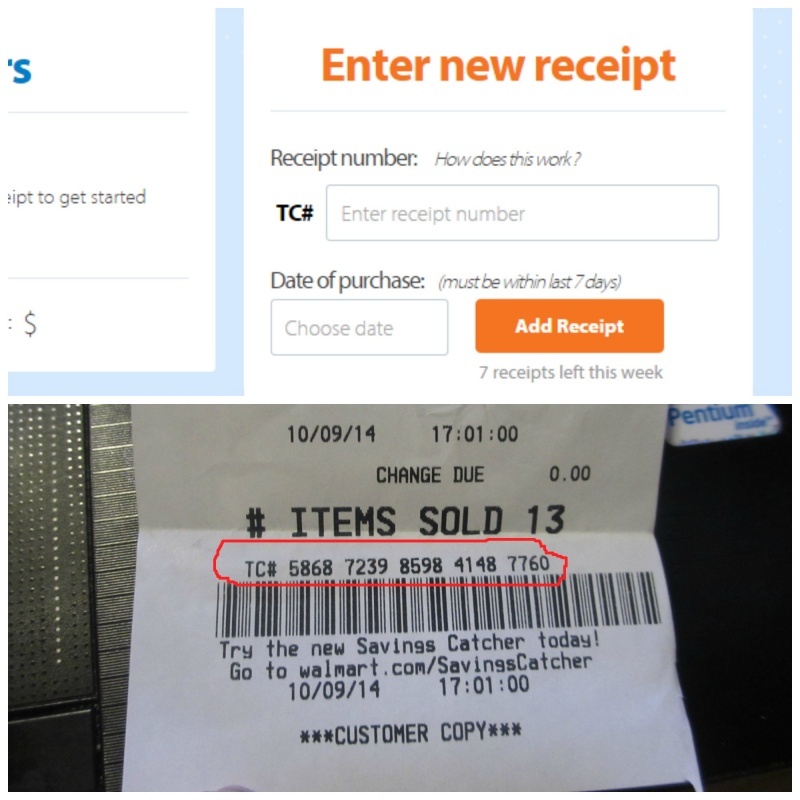 rs
eipt to get started
: $
Enter new receipt
Receipt number: How does this work ?
TC# Enter receipt number
Date of purchase: (must be within last 7 days)
Choose date
Add Receipt
7 receipts left this week
Pentium
inside™
10/09/14 17:01:00
CHANGE DUE 0.00
# ITEMS SOLD 13
TC# 5868 7239 8598 4148 7760
Try the new Savings Catcher today!
Go to walmart.com/SavingsCatcher
10/09/14 17:01:00
***CUSTOMER COPY***